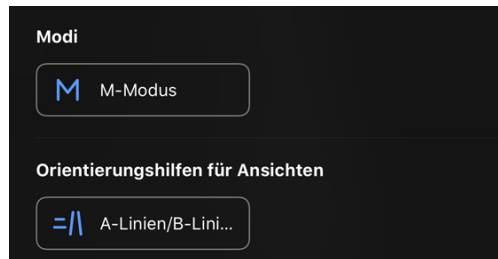 Modi
M-Modus
Orientierungshilfen für Ansichten
A-Linien/B-Lini...